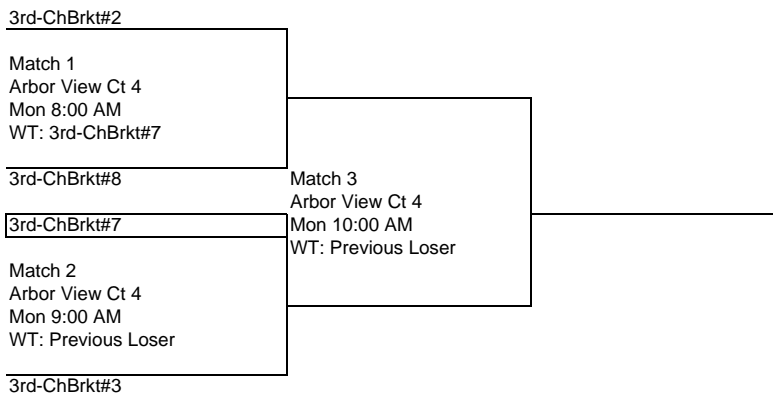 3rd-ChBrkt#2
Match 1
Arbor View Ct 4
Mon 8:00 AM
WT: 3rd-ChBrkt#7
3rd-ChBrkt#8
Match 3
Arbor View Ct 4
3rd-ChBrkt#7
Mon 10:00 AM
WT: Previous Loser
Match 2
Arbor View Ct 4
Mon 9:00 AM
WT: Previous Loser
3rd-ChBrkt#3